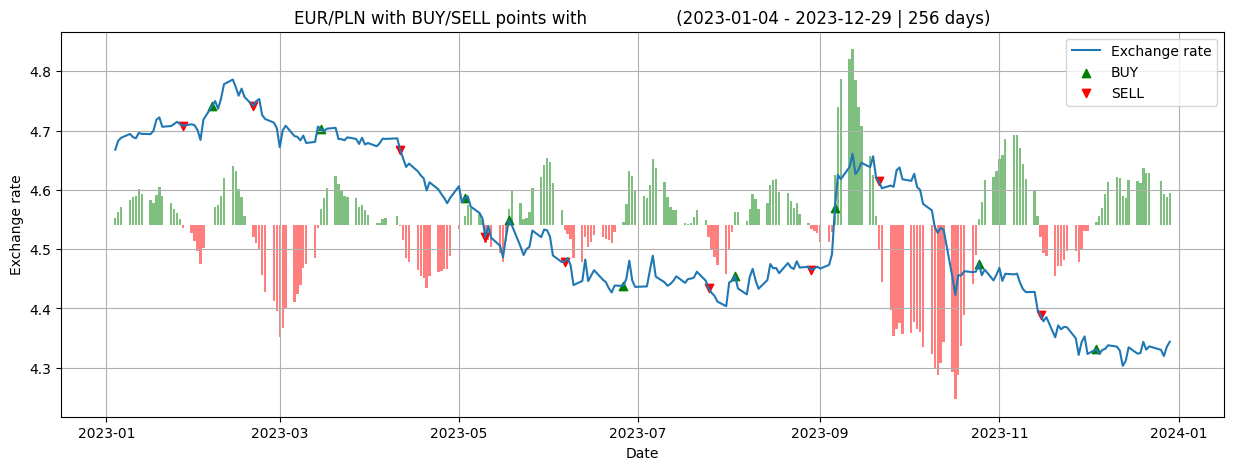 EUR/PLN with BUY/SELL points with (2023-01-04 - 2023-12-29 | 256 days)
Exchange rate
BUY
SELL
4.8
4.7
4.6
4.5
4.4
4.3
Exchange rate
2023-01 2023-03 2023-05 2023-07 2023-09 2023-11 2024-01
Date